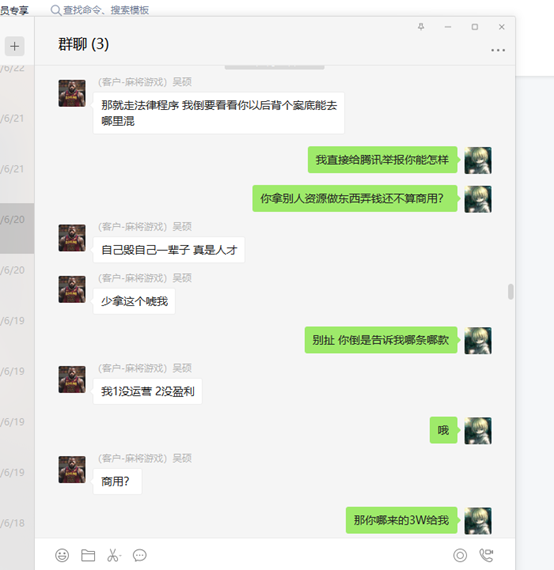 员专享
查找命令、搜索模板
群聊 (3)
/6/22
(客户-麻将游戏) 吴硕
那就走法律程序 我倒要看看你以后背个案底能去
哪里混
/6/21
我直接给腾讯举报你能怎样
/6/21
你拿别人资源做东西弄钱还不算商用?
/6/20
(客户-麻将游戏) 吴硕
自己毁自己一辈子 真是人才
/6/20
(客户-麻将游戏) 吴硕
少拿这个唬我
/6/19
别扯 你倒是告诉我哪条哪款
/6/19
(客户-麻将游戏) 吴硕
我1没运营 2没盈利
/6/19
哦
/6/19
(客户-麻将游戏) 吴硕
商用?
/6/18
那你哪来的3W给我